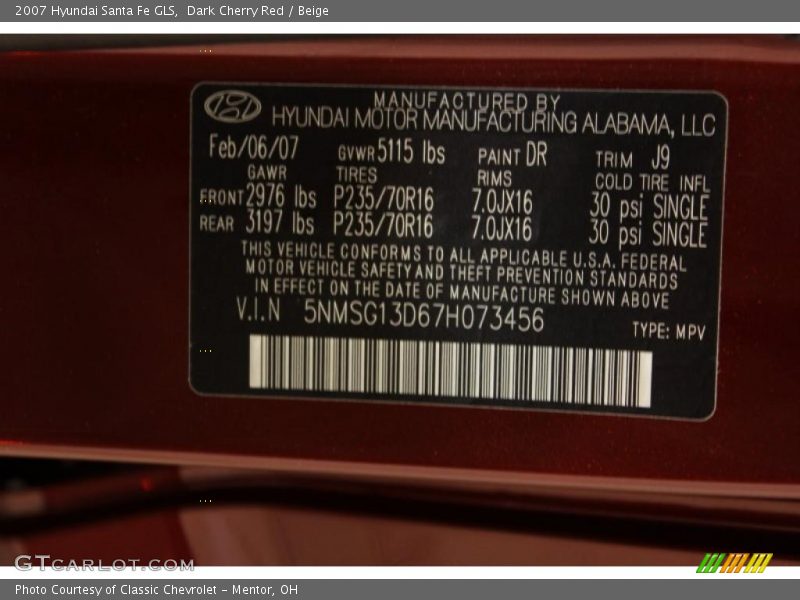 2007 Hyundai Santa Fe GLS,  Dark Cherry Red / Beige
MANUFACTURED BY
HYUNDAI MOTOR MANUFACTURING ALABAMA, LLC
Feb/06/07 GVWR 5115 lbs PAINT DR TRIM J9
GAWR TIRES RIMS COLD TIRE INFL
FRONT 2976 lbs P235/70R16 7.0JX16 30 psi SINGLE
REAR 3197 lbs P235/70R16 7.0JX16 30 psi SINGLE
THIS VEHICLE CONFORMS TO ALL APPLICABLE U.S.A. FEDERAL
MOTOR VEHICLE SAFETY AND THEFT PREVENTION STANDARDS
IN EFFECT ON THE DATE OF MANUFACTURE SHOWN ABOVE
V.I.N 5NMSG13D67H073456
TYPE: MPV
GTCARLOT.COM
Photo Courtesy of Classic Chevrolet - Mentor, OH